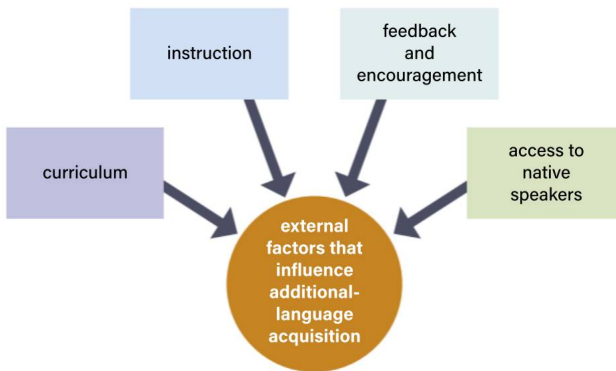 instruction
feedback
and
encouragement
curriculum
access to
native
speakers
external
factors that
influence
additional-
language
acquisition